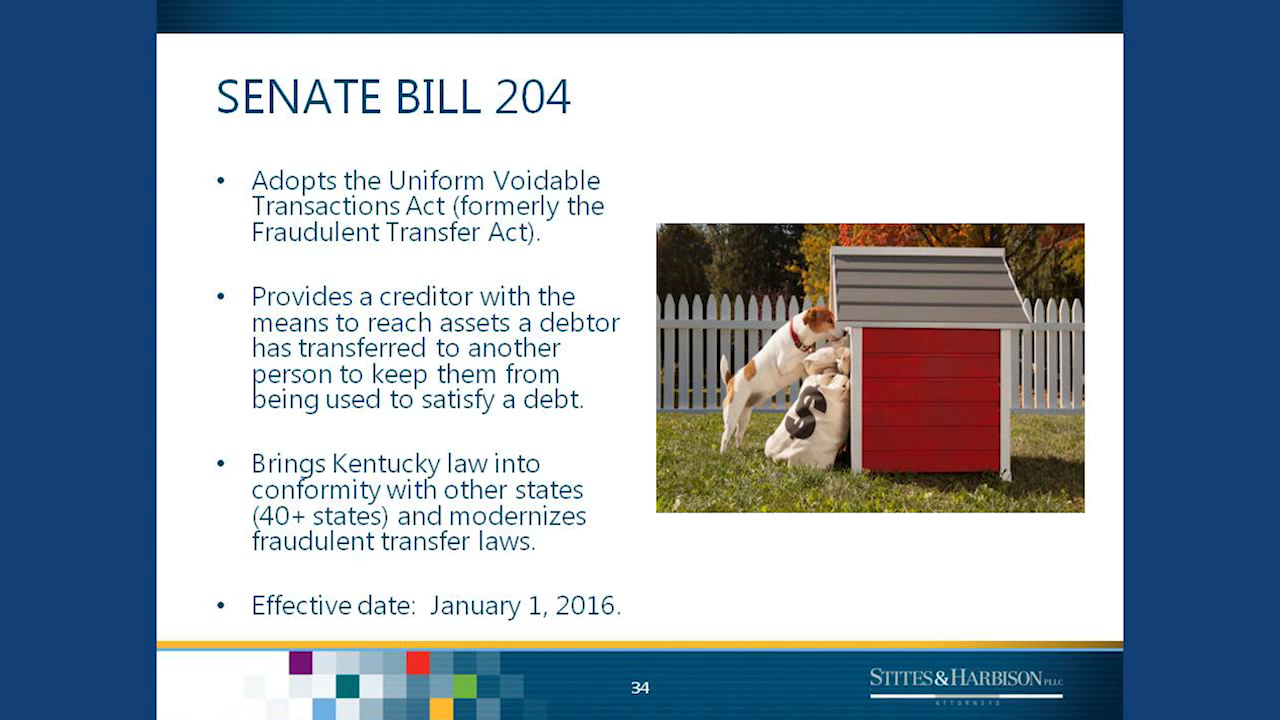 SENATE BILL 204
• Adopts the Uniform Voidable
Transactions Act (formerly the
Fraudulent Transfer Act).
• Provides a creditor with the
means to reach assets a debtor
has transferred to another
person to keep them from
being used to satisfy a debt.
• Brings Kentucky law into
conformity with other states
(40+ states) and modernizes
fraudulent transfer laws.
• Effective date: January 1, 2016.
$
34
STITES & HARBISON PLLC
ATTORNEYS